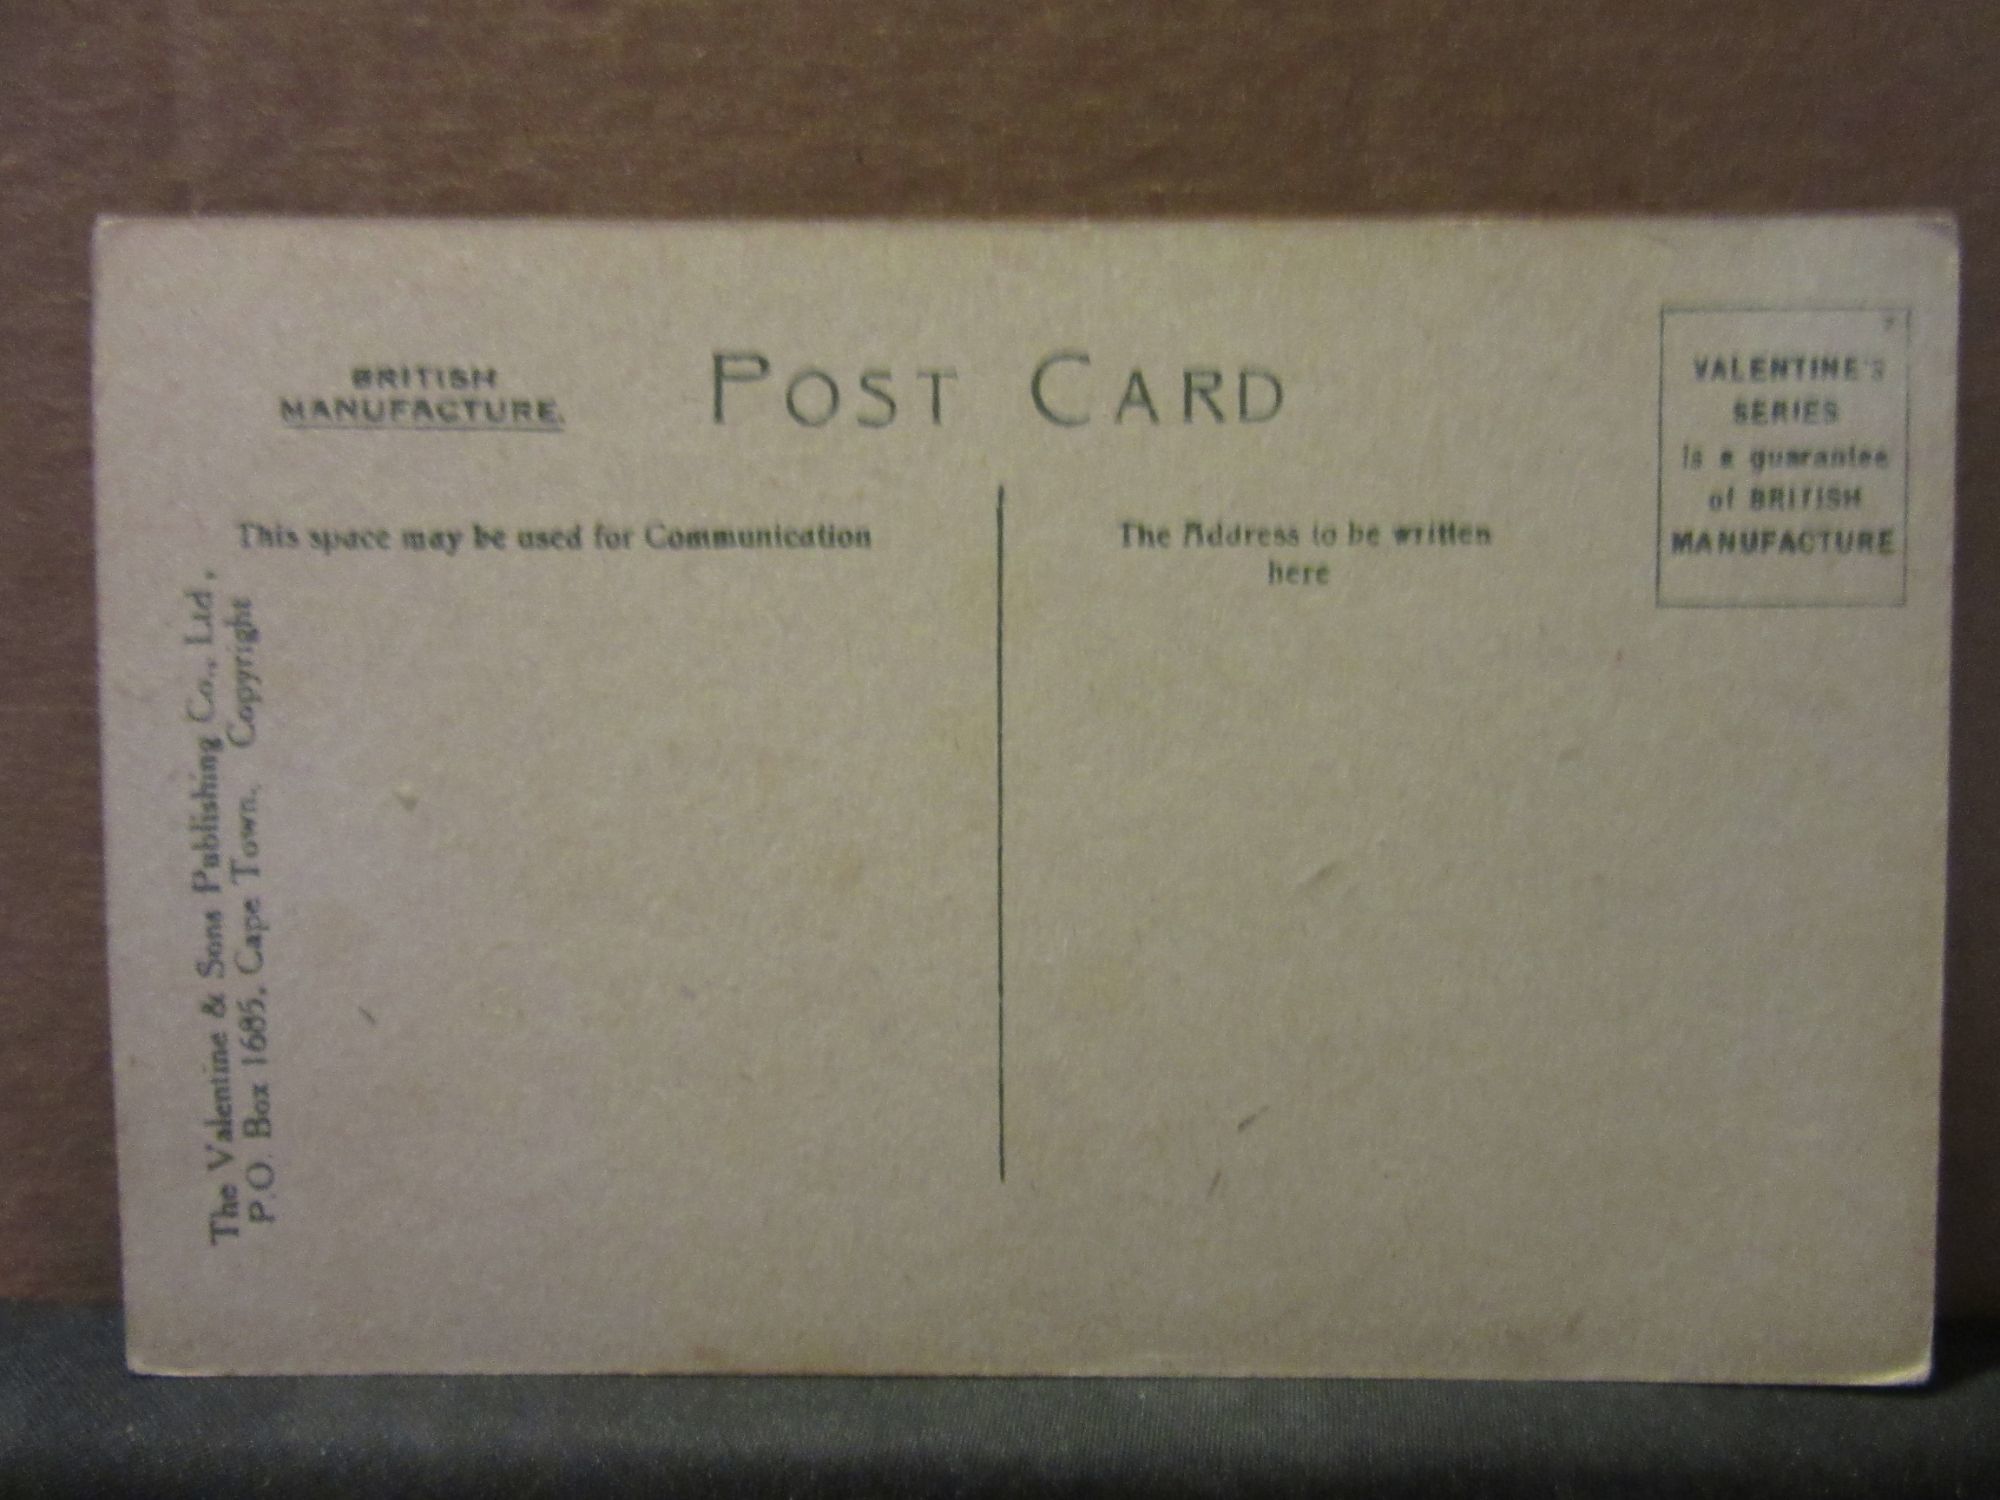 BRITISH
MANUFACTURE.
POST CARD
VALENTINE'S
SERIES
is a guarantee
of BRITISH
MANUFACTURE
This space may be used for Communication
The Address to be written
here
The Valentine & Sons Publishing Co., Ltd,
P.O. Box 1685, Cape Town. Copyright